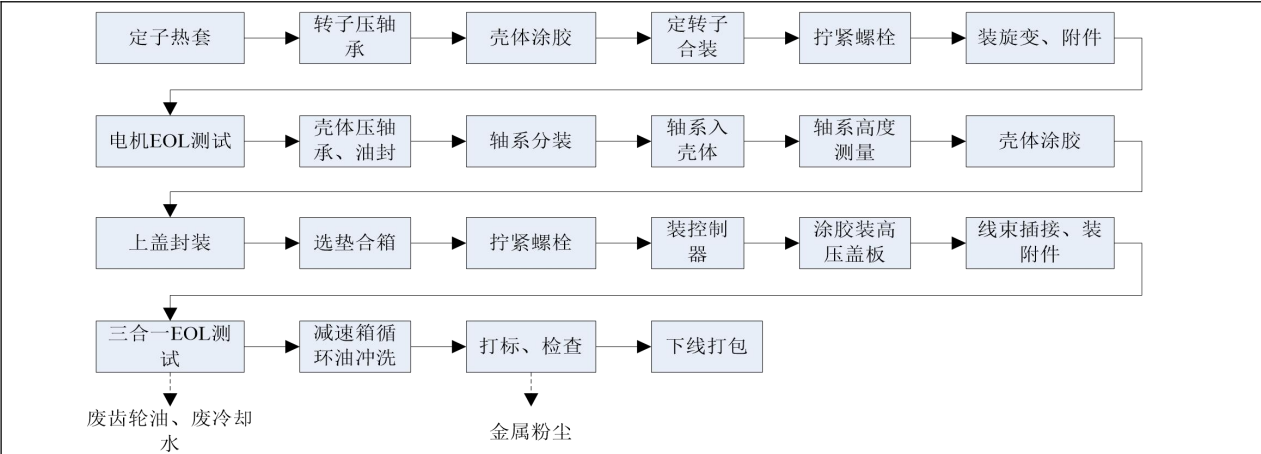 定子热套
转子压轴
承
壳体涂胶
定转子
合装
拧紧螺栓
装旋变、附件
电机EOL测试
壳体压轴
承、油封
轴系分装
轴系入
壳体
轴系高度
测量
壳体涂胶
上盖封装
选垫合箱
拧紧螺栓
装控制
器
涂胶装高
压盖板
线束插接、装
附件
三合一EOL测
试
减速箱循
环油冲洗
打标、检查
下线打包
废齿轮油、废冷却
水
金属粉尘